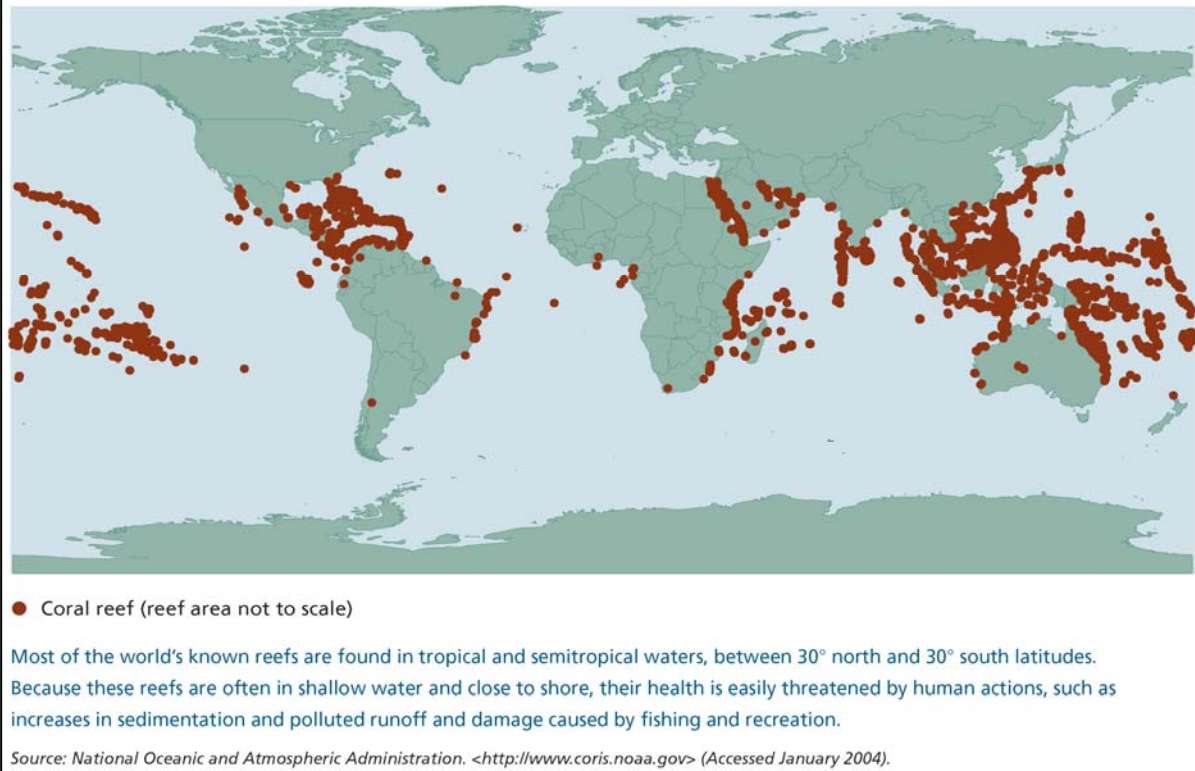 Coral reef (reef area not to scale)
Most of the world's known reefs are found in tropical and semitropical waters, between 30° north and 30° south latitudes.
Because these reefs are often in shallow water and close to shore, their health is easily threatened by human actions, such as
increases in sedimentation and polluted runoff and damage caused by fishing and recreation.
Source: National Oceanic and Atmospheric Administration. <http://www.coris.noaa.gov> (Accessed January 2004).